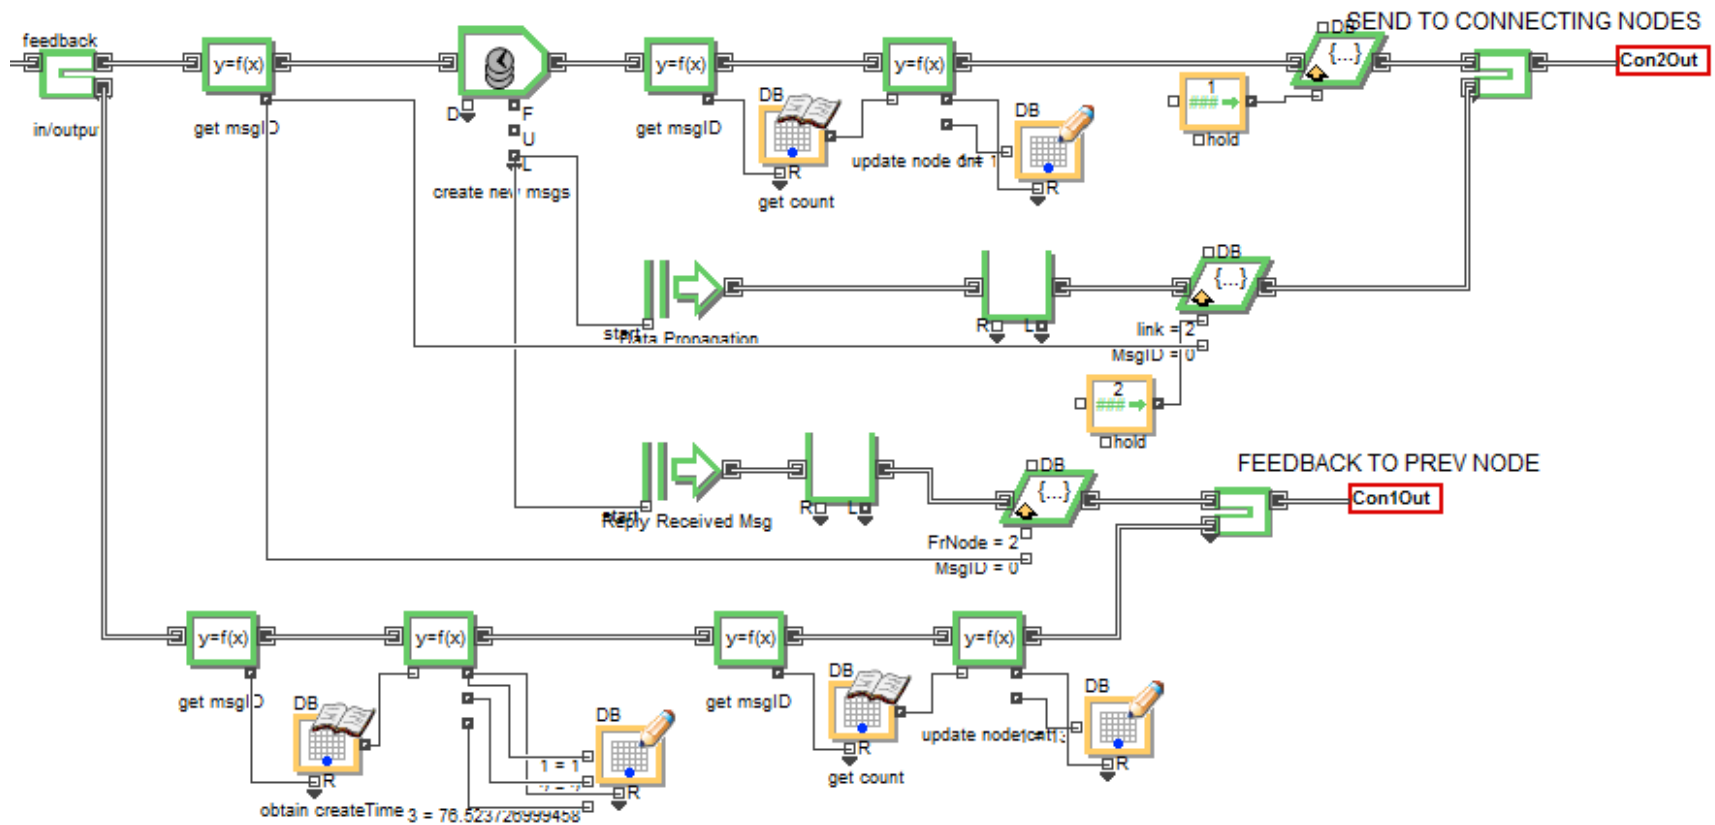 SEND TO CONNECTING NODES
DB
feedback
y=f(x)
y=f(x)
y=f(x)
{...}
Con2Out
1
###
hold
in/outpu
get msgID
D
F
U
L
create new msgs
get msgID
DB
R
get count
update node cnt
DB
R
DB
{...}
start
Data Propagation
R
L
link = 2
MsgID = 0
2
###
hold
FEEDBACK TO PREV NODE
DB
{...}
Con1Out
start
Reply Received Msg
R
L
FrNode = 2
MsgID = 0
y=f(x)
y=f(x)
y=f(x)
y=f(x)
get msgID
DB
R
obtain createTime
DB
1 = 1
3 = 76.523726999458
R
get msgID
DB
R
get count
update node cnt
DB
R